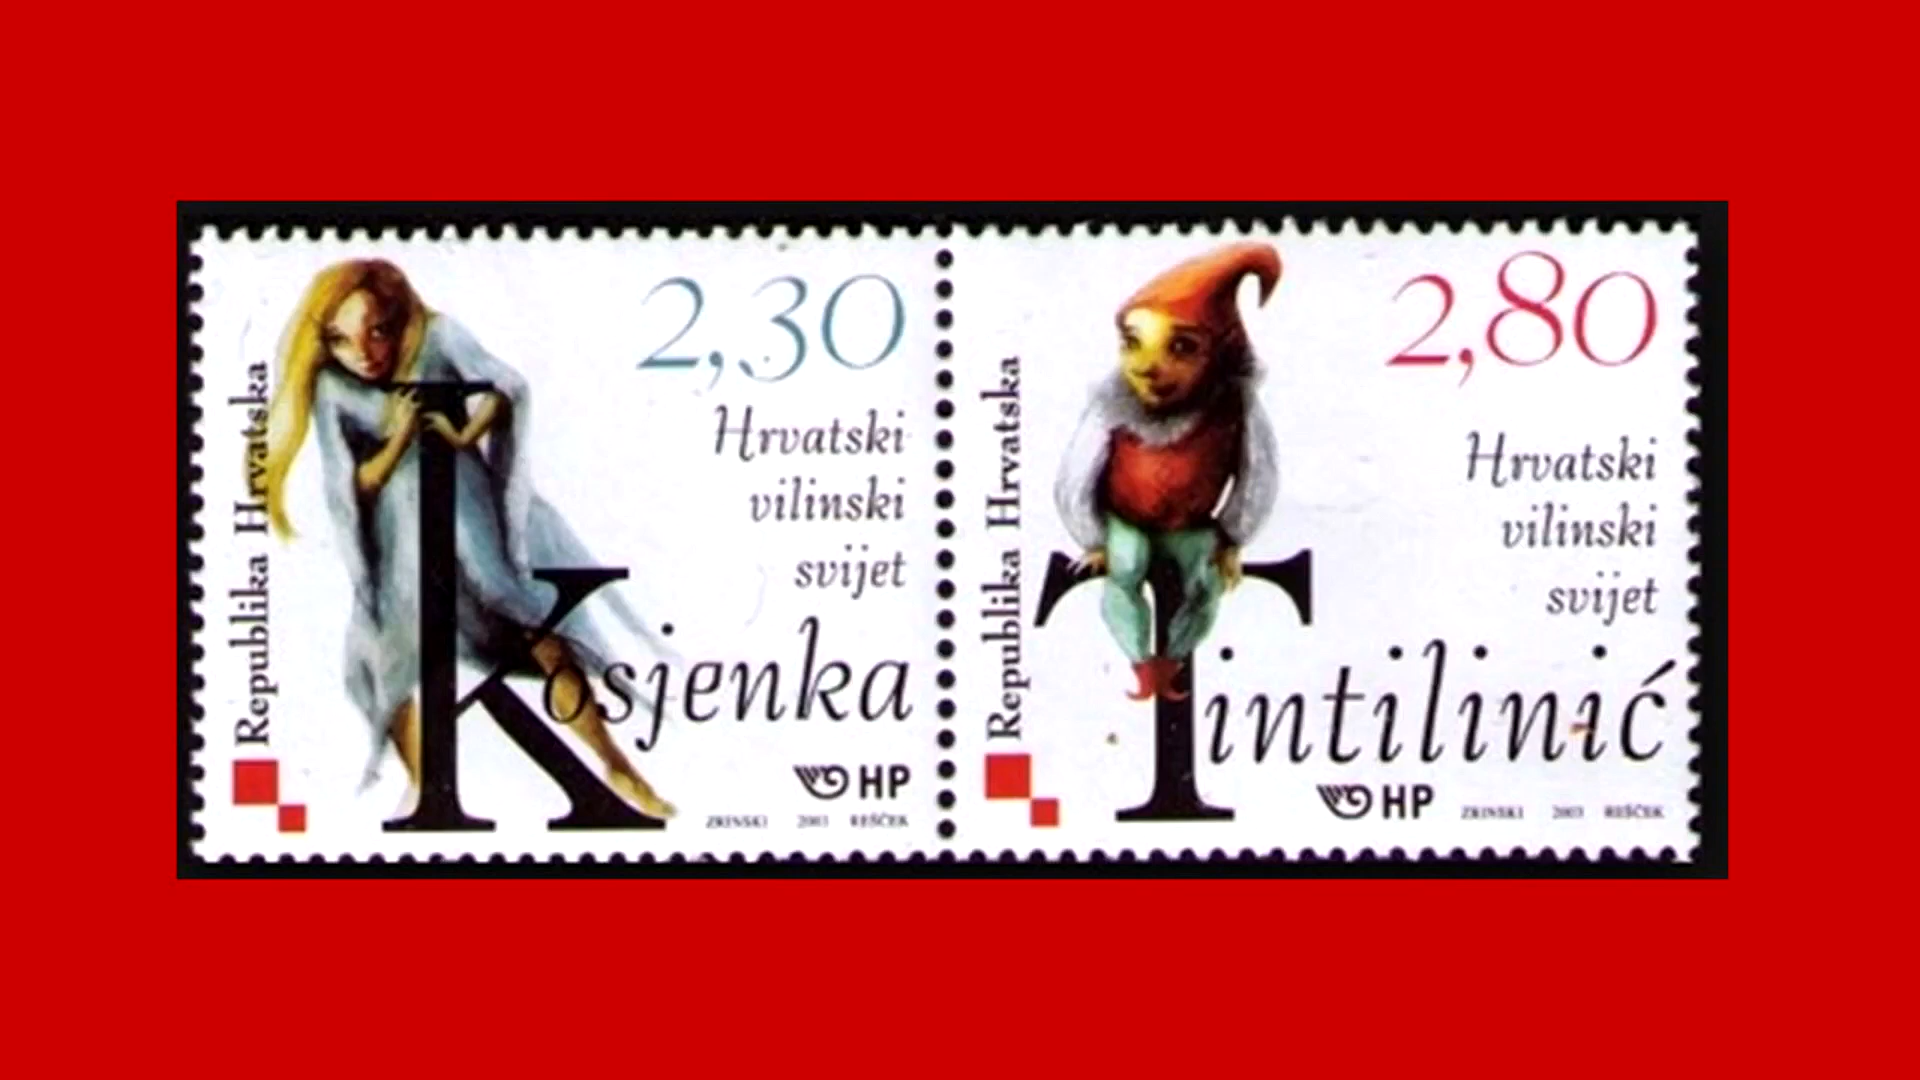 Republika Hrvatska
2,30
Hrvatski
vilinski
svijet
Kosjenka
HP
ZRINSKI 2003 REŠČEK
Republika Hrvatska
2,80
Hrvatski
vilinski
svijet
Tintilinić
HP
ZRINSKI 2003 REŠČEK